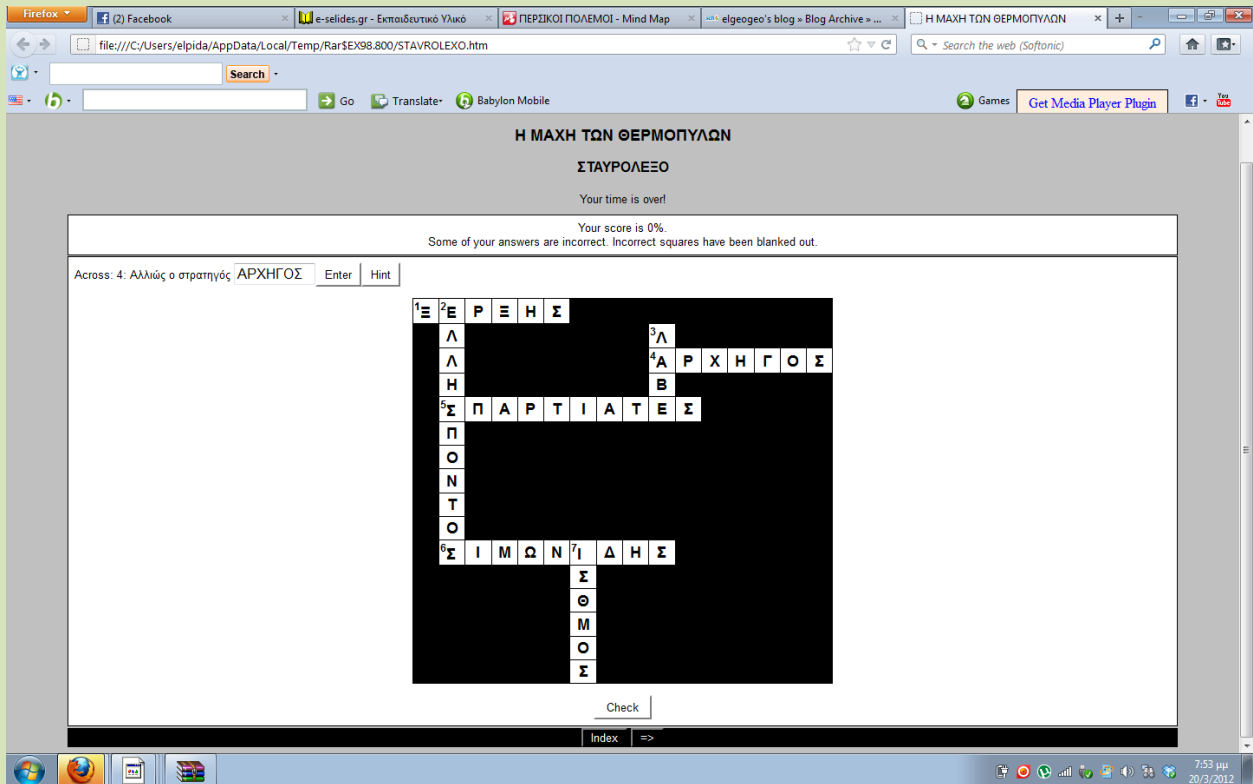 Firefox
(2) Facebook
e-selides.gr - Εκπαιδευτικό Υλικό
ΠΕΡΣΙΚΟΙ ΠΟΛΕΜΟΙ - Mind Map
elgeogeo's blog » Blog Archive » ...
Η ΜΑΧΗ ΤΩΝ ΘΕΡΜΟΠΥΛΩΝ
file:///C:/Users/elpida/AppData/Local/Temp/Rar$EX98.800/STAVROLEXO.htm
Search the web (Softonic)
Search
Go
Translate
Babylon Mobile
Games
Get Media Player Plugin
You Tube
Η ΜΑΧΗ ΤΩΝ ΘΕΡΜΟΠΥΛΩΝ
ΣΤΑΥΡΟΛΕΞΟ
Your time is over!
Your score is 0%.
Some of your answers are incorrect. Incorrect squares have been blanked out.
Across: 4: Αλλιώς ο στρατηγός ΑΡΧΗΓΟΣ Enter Hint
1 Ξ 2 Ε Ρ Ξ Η Σ
Λ 3 Λ
Λ 4 Α Ρ Χ Η Γ Ο Σ
Η Β
5 Σ Π Α Ρ Τ Ι Α Τ Ε Σ
Π
Ο
Ν
Τ
Ο
6 Σ Ι Μ Ω Ν 7 Ι Δ Η Σ
Σ
Θ
Μ
Ο
Σ
Check
Index =>
7:53 μμ
20/3/2012